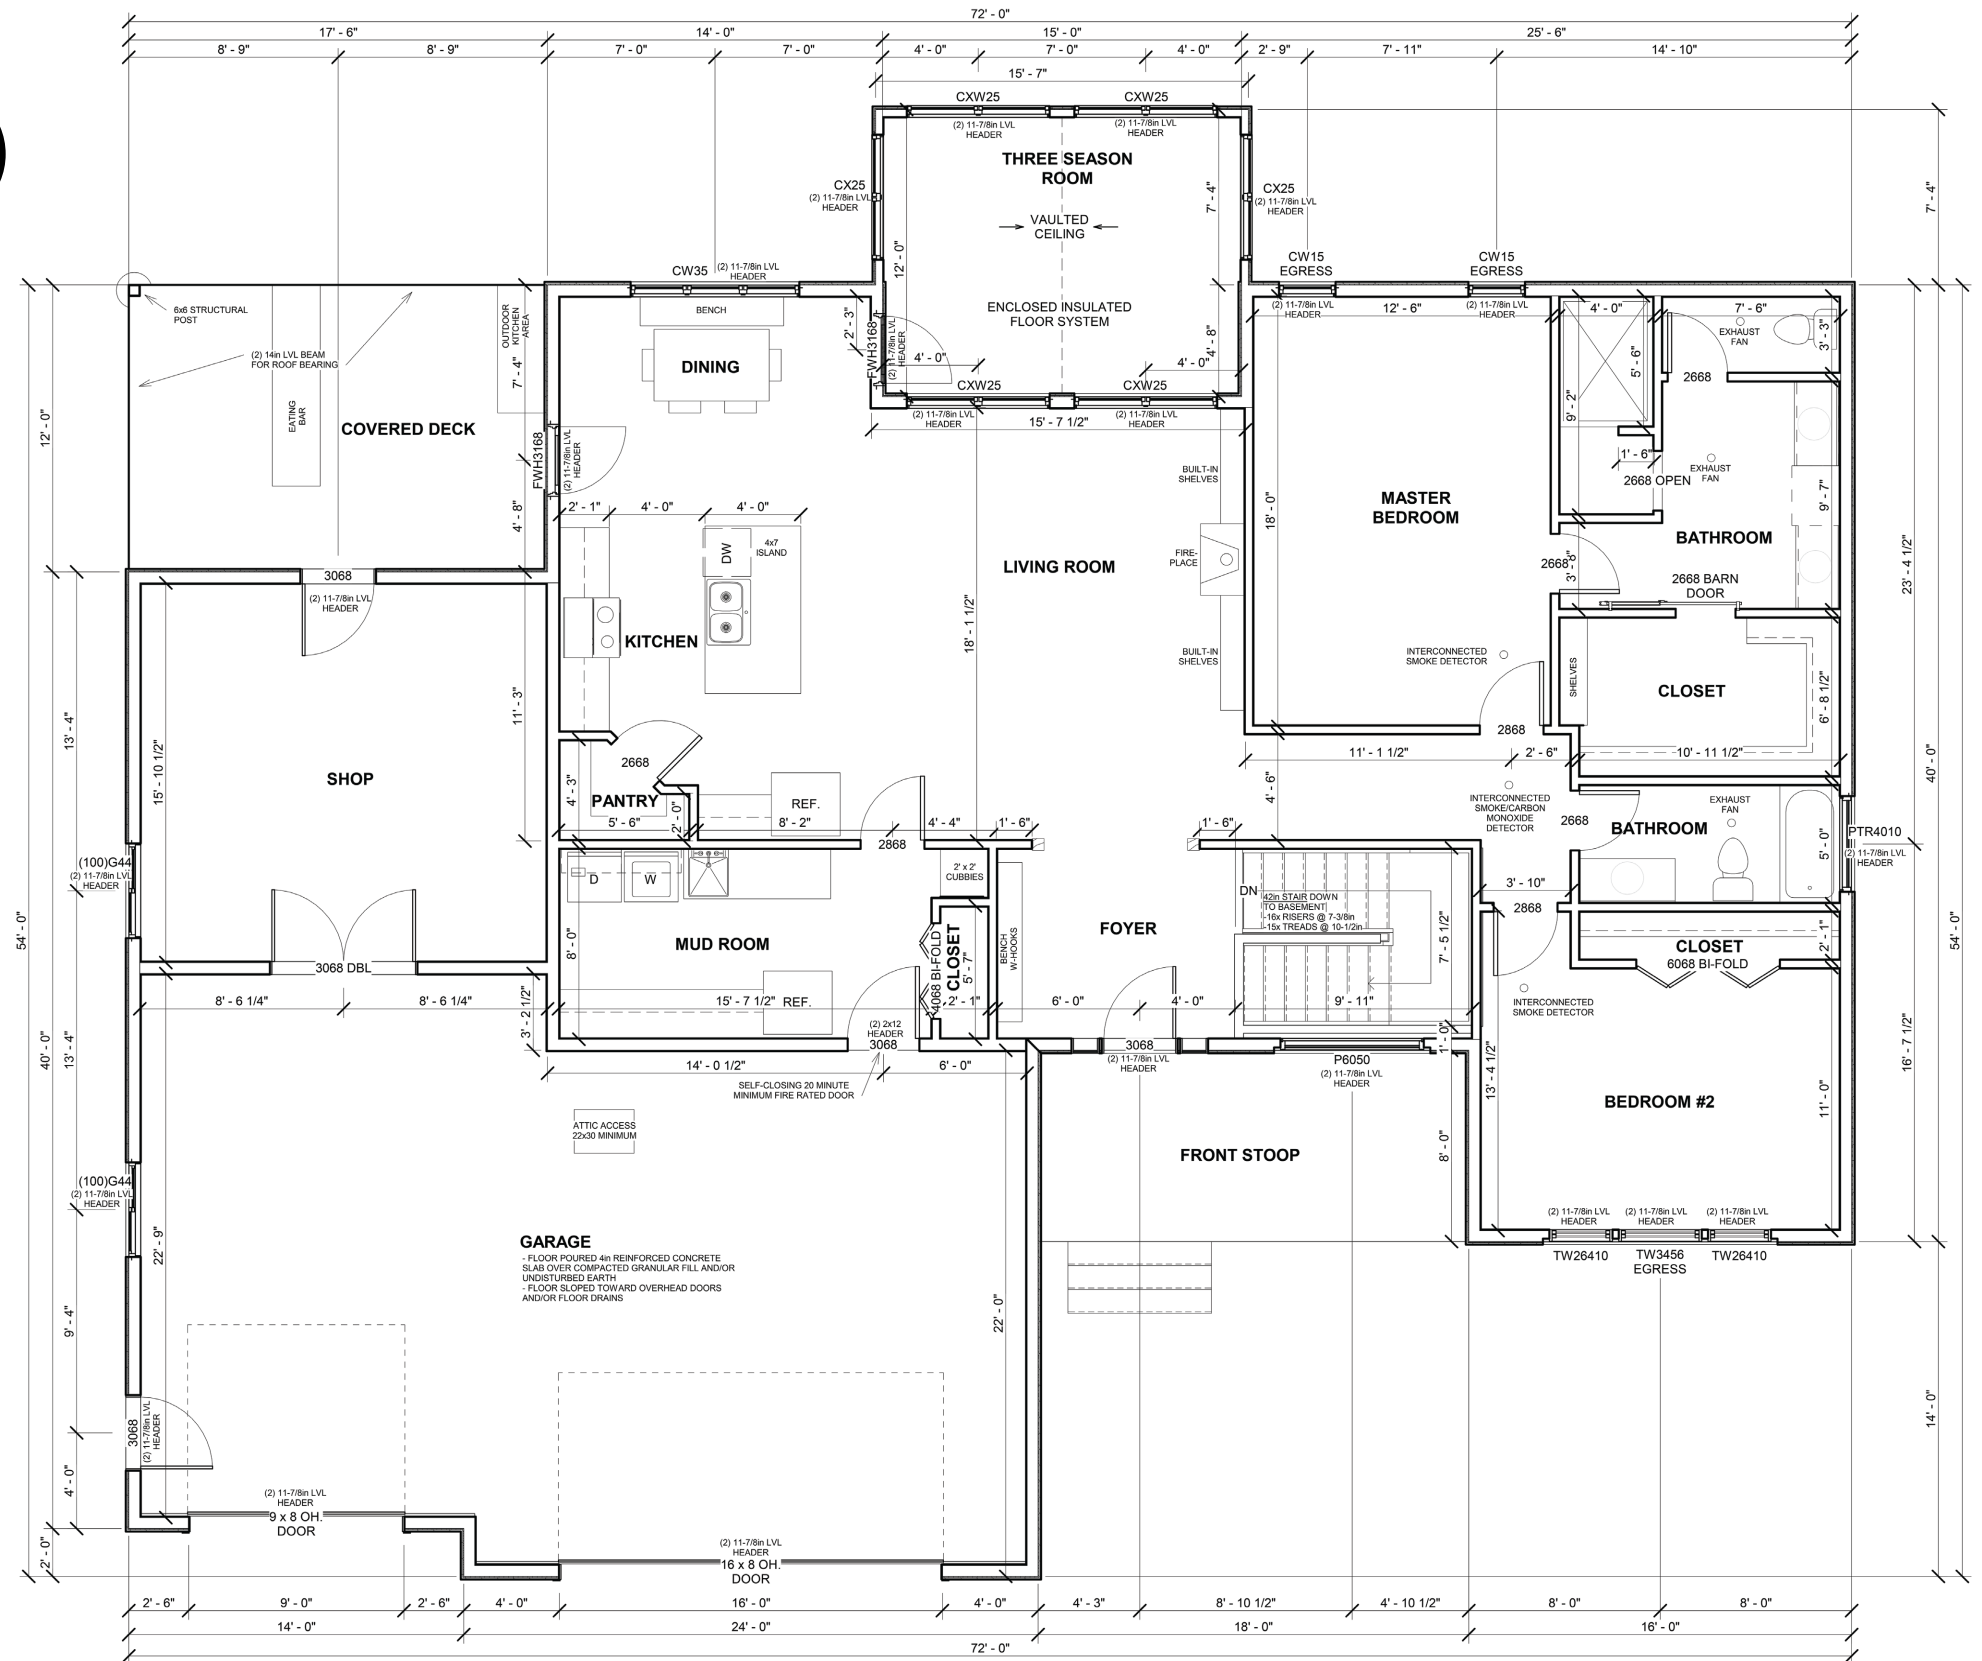 72' - 0"
17' - 6"
14' - 0"
15' - 0"
25' - 6"
8' - 9"
8' - 9"
7' - 0"
7' - 0"
4' - 0"
7' - 0"
4' - 0"
2' - 9"
7' - 11"
14' - 10"
15' - 7"
CXW25
CXW25
(2) 11-7/8in LVL
HEADER
(2) 11-7/8in LVL
HEADER
THREE SEASON
ROOM
CX25
(2) 11-7/8in LVL
HEADER
CX25
(2) 11-7/8in LVL
HEADER
7' - 4"
7' - 4"
VAULTED
CEILING
12' - 0"
CW35
(2) 11-7/8in LVL
HEADER
CW15
EGRESS
CW15
EGRESS
6x6 STRUCTURAL
POST
OUTDOOR
KITCHEN
AREA
BENCH
2' - 3"
FWH3168
(2) 11-7/8in LVL
HEADER
ENCLOSED INSULATED
FLOOR SYSTEM
4' - 8"
(2) 11-7/8in LVL
HEADER
12' - 6"
(2) 11-7/8in LVL
HEADER
4' - 0"
7' - 6"
EXHAUST
FAN
3' - 3"
(2) 14in LVL BEAM
FOR ROOF BEARING
7' - 4"
DINING
4' - 0"
4' - 0"
5' - 6"
2668
CXW25
CXW25
(2) 11-7/8in LVL
HEADER
(2) 11-7/8in LVL
HEADER
15' - 7 1/2"
9' - 2"
EATING
BAR
COVERED DECK
12' - 0"
FWH3168
(2) 11-7/8in LVL
HEADER
BUILT-IN
SHELVES
1' - 6"
2668 OPEN
EXHAUST
FAN
9' - 7"
4' - 8"
2' - 1"
4' - 0"
4' - 0"
18' - 0"
MASTER
BEDROOM
BATHROOM
DW
4x7
ISLAND
FIRE-
PLACE
LIVING ROOM
2668
3' - 8"
2668 BARN
DOOR
23' - 4 1/2"
3068
(2) 11-7/8in LVL
HEADER
KITCHEN
18' - 1 1/2"
BUILT-IN
SHELVES
INTERCONNECTED
SMOKE DETECTOR
SHELVES
CLOSET
6' - 8 1/2"
11' - 3"
13' - 4"
15' - 10 1/2"
SHOP
2668
2868
11' - 1 1/2"
2' - 6"
10' - 11 1/2"
40' - 0"
4' - 3"
PANTRY
5' - 6"
2' - 0"
REF.
8' - 2"
4' - 4"
1' - 6"
1' - 6"
4' - 6"
INTERCONNECTED
SMOKE/CARBON
MONOXIDE
DETECTOR
2668
EXHAUST
FAN
BATHROOM
5' - 0"
PTR4010
(2) 11-7/8in LVL
HEADER
2868
(100)G44
(2) 11-7/8in LVL
HEADER
D
W
2' x 2'
CUBBIES
DN
42in STAIR DOWN
TO BASEMENT
-16x RISERS @ 7-3/8in
-15x TREADS @ 10-1/2in
3' - 10"
2868
54' - 0"
54' - 0"
8' - 0"
MUD ROOM
4068 BI-FOLD
CLOSET
5' - 7"
BENCH
W-HOOKS
FOYER
7' - 5 1/2"
CLOSET
6068 BI-FOLD
2' - 1"
3068 DBL
8' - 6 1/4"
8' - 6 1/4"
3' - 2 1/2"
15' - 7 1/2"
REF.
2' - 1"
6' - 0"
4' - 0"
9' - 11"
INTERCONNECTED
SMOKE DETECTOR
(2) 2x12
HEADER
3068
3068
(2) 11-7/8in LVL
HEADER
1' - 0"
P6050
(2) 11-7/8in LVL
HEADER
40' - 0"
13' - 4"
14' - 0 1/2"
6' - 0"
SELF-CLOSING 20 MINUTE
MINIMUM FIRE RATED DOOR
13' - 4 1/2"
BEDROOM #2
11' - 0"
16' - 7 1/2"
ATTIC ACCESS
22x30 MINIMUM
FRONT STOOP
8' - 0"
(100)G44
(2) 11-7/8in LVL
HEADER
22' - 9"
GARAGE
- FLOOR POURED 4in REINFORCED CONCRETE
SLAB OVER COMPACTED GRANULAR FILL AND/OR
UNDISTURBED EARTH
- FLOOR SLOPED TOWARD OVERHEAD DOORS
AND/OR FLOOR DRAINS
(2) 11-7/8in LVL
HEADER
(2) 11-7/8in LVL
HEADER
(2) 11-7/8in LVL
HEADER
TW26410
TW3456
EGRESS
TW26410
9' - 4"
22' - 0"
14' - 0"
3068
(2) 11-7/8in LVL
HEADER
4' - 0"
(2) 11-7/8in LVL
HEADER
9 x 8 OH.
DOOR
2' - 0"
(2) 11-7/8in LVL
HEADER
16 x 8 OH.
DOOR
2' - 6"
9' - 0"
2' - 6"
4' - 0"
16' - 0"
4' - 0"
4' - 3"
8' - 10 1/2"
4' - 10 1/2"
8' - 0"
8' - 0"
14' - 0"
24' - 0"
18' - 0"
16' - 0"
72' - 0"